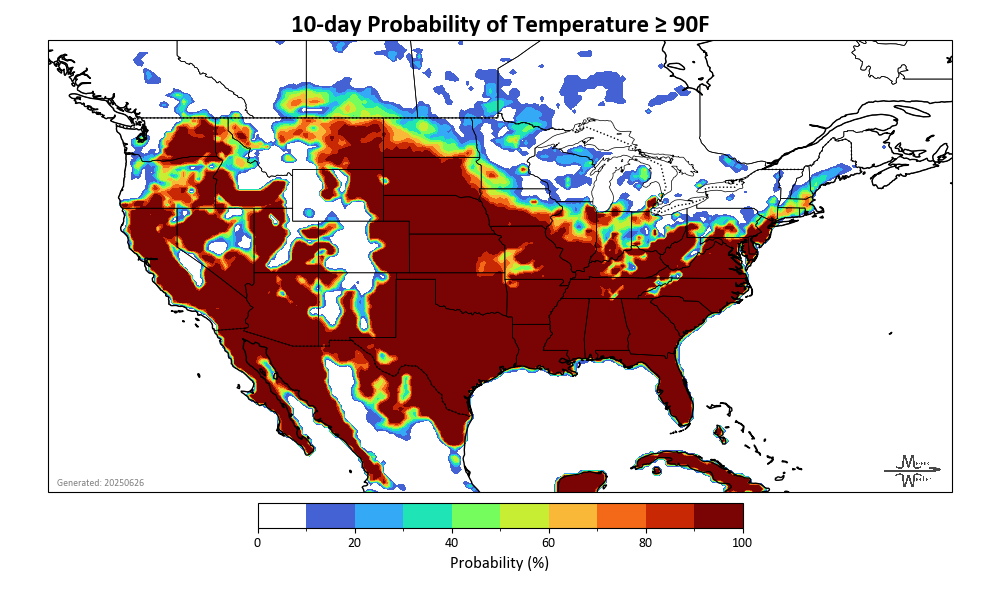 10-day Probability of Temperature ≥ 90F
Generated: 20250626
0 20 40 60 80 100
Probability (%)